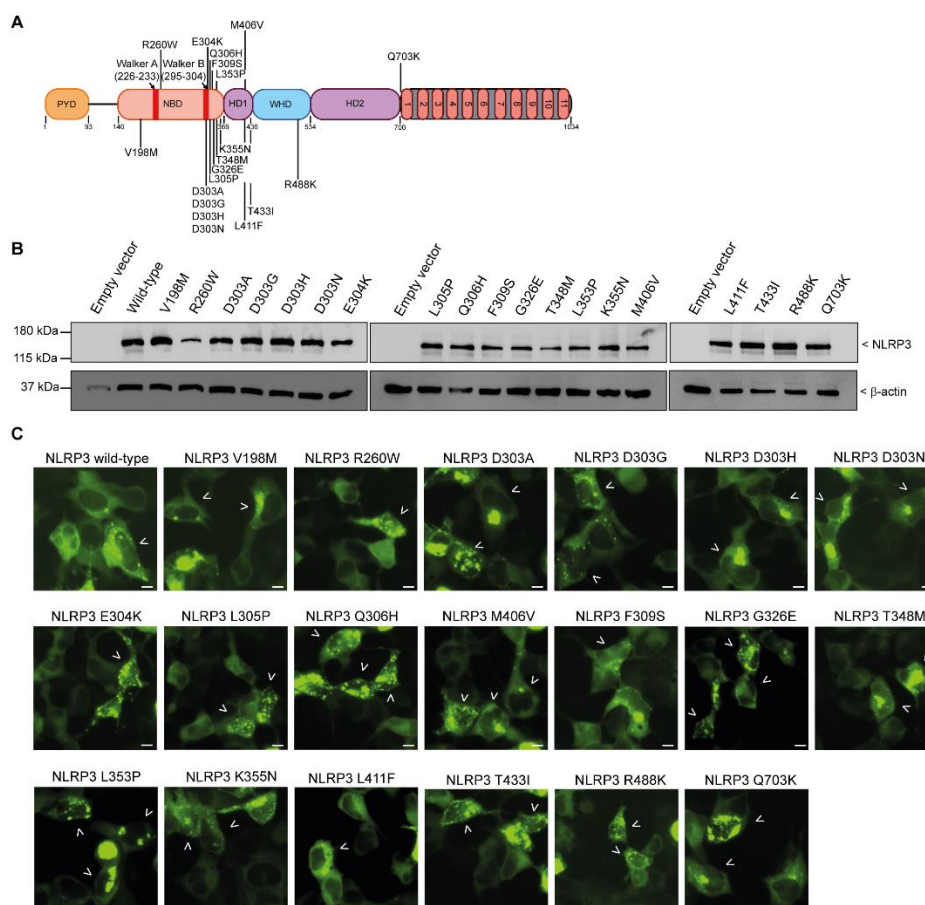 A
M406V
R260W
E304K
Q306H
F309S
L353P
Q703K
Walker A
(226-233)
Walker B
(295-304)
PYD
NBD
HD1
WHD
HD2
1 2 3 4 5 6 7 8 9 10 11
1 93 140 369 436 534 700 1034
V198M
K355N
T348M
G326E
L305P
D303A
D303G
D303H
D303N
R488K
T433I
L411F
B
Empty vector Wild-type V198M R260W D303A D303G D303H D303N E304K
Empty vector L305P Q306H F309S G326E T348M L353P K355N M406V
Empty vector L411F T433I R488K Q703K
180 kDa
115 kDa
< NLRP3
37 kDa
< β-actin
C
NLRP3 wild-type NLRP3 V198M NLRP3 R260W NLRP3 D303A NLRP3 D303G NLRP3 D303H NLRP3 D303N
NLRP3 E304K NLRP3 L305P NLRP3 Q306H NLRP3 M406V NLRP3 F309S NLRP3 G326E NLRP3 T348M
NLRP3 L353P NLRP3 K355N NLRP3 L411F NLRP3 T433I NLRP3 R488K NLRP3 Q703K